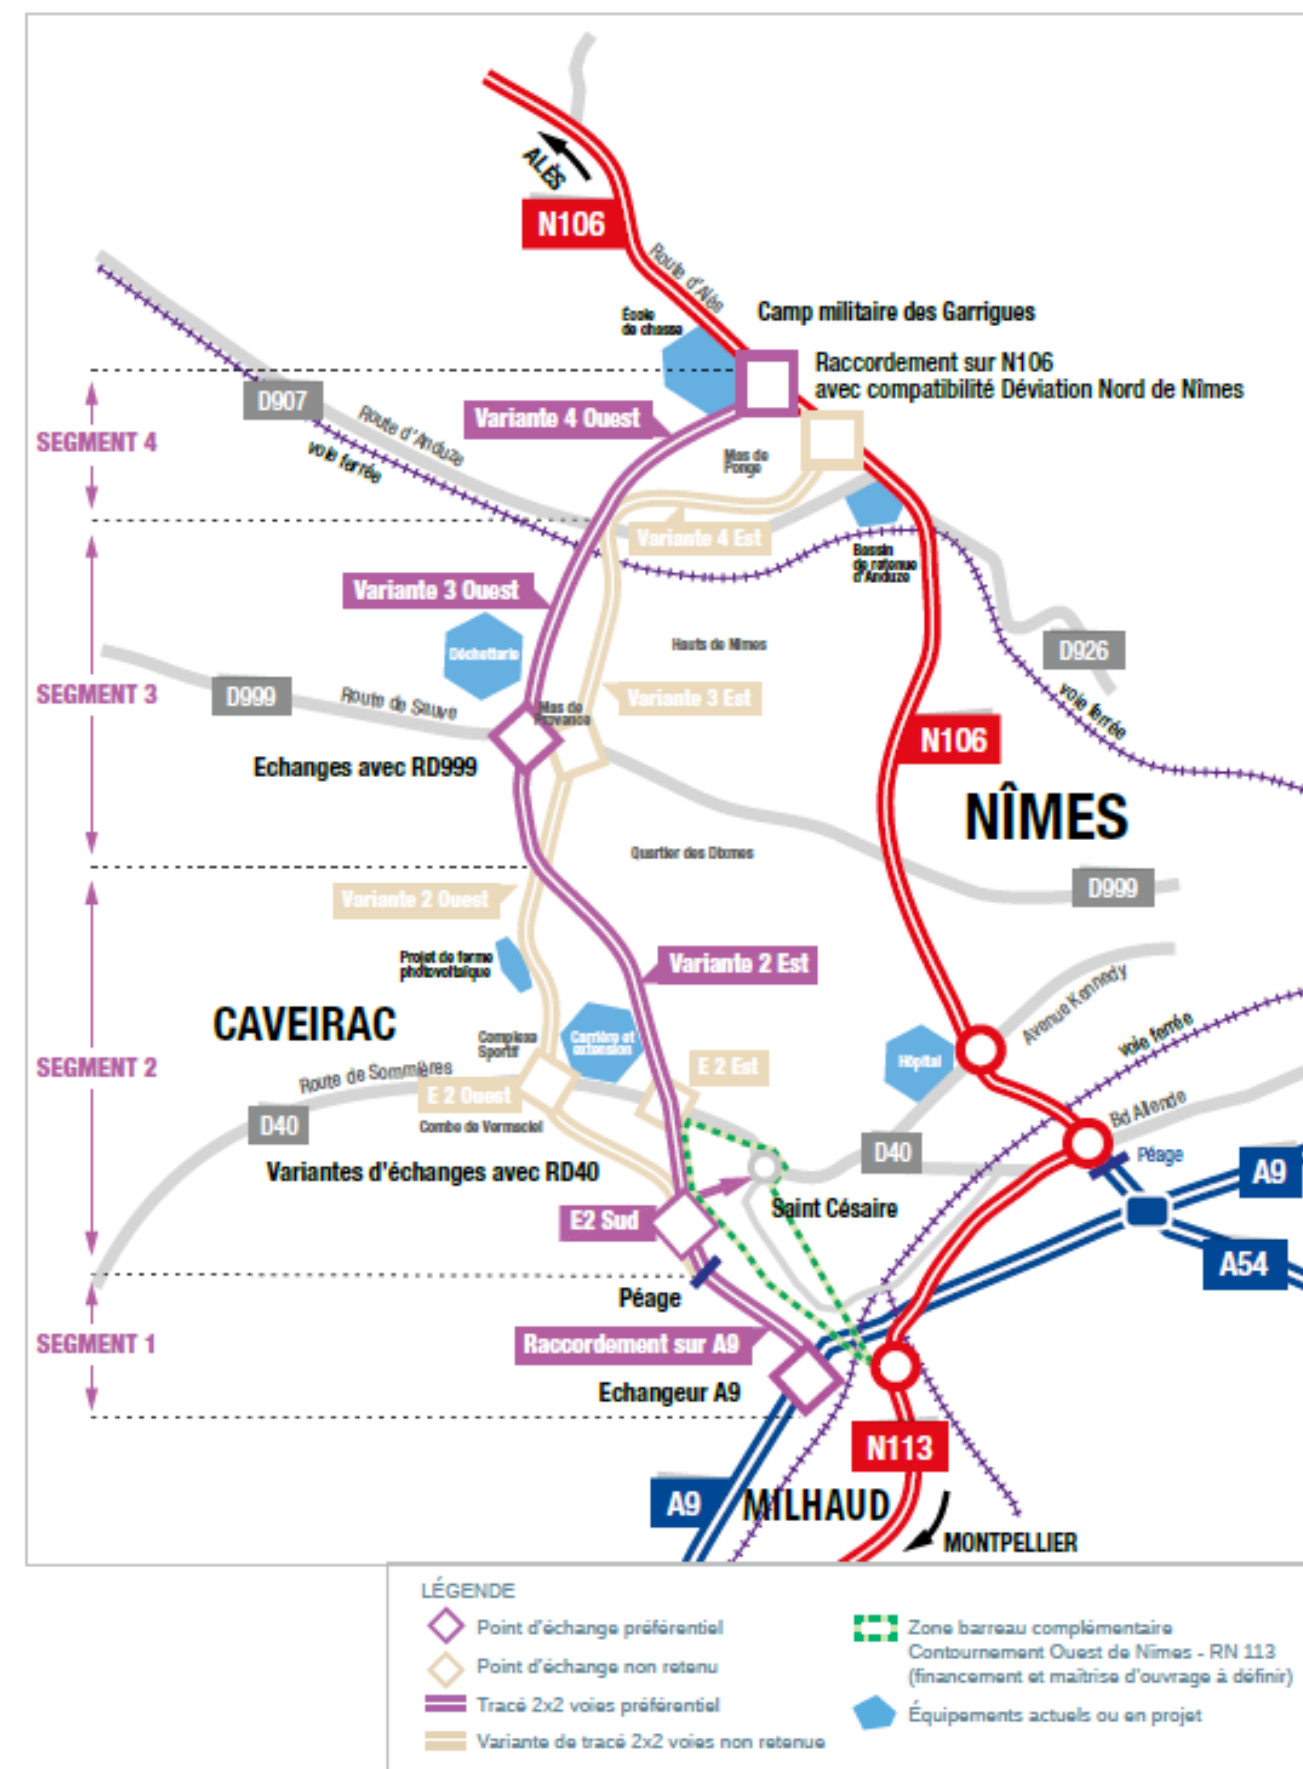 ALÈS
N106
Route d'Alès
École
de chasse
Camp militaire des Garrigues
Raccordement sur N106
avec compatibilité Déviation Nord de Nîmes
D907
Route d'Anduze
voie ferrée
SEGMENT 4
Variante 4 Ouest
Mas de
Ponge
Variante 4 Est
Bassin
de retenue
d'Anduze
Variante 3 Ouest
Déchetterie
Hauts de Nîmes
D926
SEGMENT 3
D999
Route de Sauve
Mas de
Provence
Variante 3 Est
voie ferrée
N106
Echanges avec RD999
NÎMES
Quartier des Dixmes
D999
Variante 2 Ouest
Projet de ferme
photovoltaïque
Variante 2 Est
CAVEIRAC
Complexe
Sportif
Carrière et
extension
Avenue Kennedy
voie ferrée
Hôpital
SEGMENT 2
Route de Sommières
E 2 Ouest
E 2 Est
Bd Allende
D40
Combe de Vermaciel
D40
Péage
A9
Variantes d'échanges avec RD40
Saint Césaire
E2 Sud
A54
Péage
SEGMENT 1
Raccordement sur A9
Echangeur A9
N113
A9
MILHAUD
MONTPELLIER
LÉGENDE
Point d'échange préférentiel
Point d'échange non retenu
Tracé 2x2 voies préférentiel
Variante de tracé 2x2 voies non retenue
Zone barreau complémentaire
Contournement Ouest de Nîmes - RN 113
(financement et maîtrise d'ouvrage à définir)
Équipements actuels ou en projet